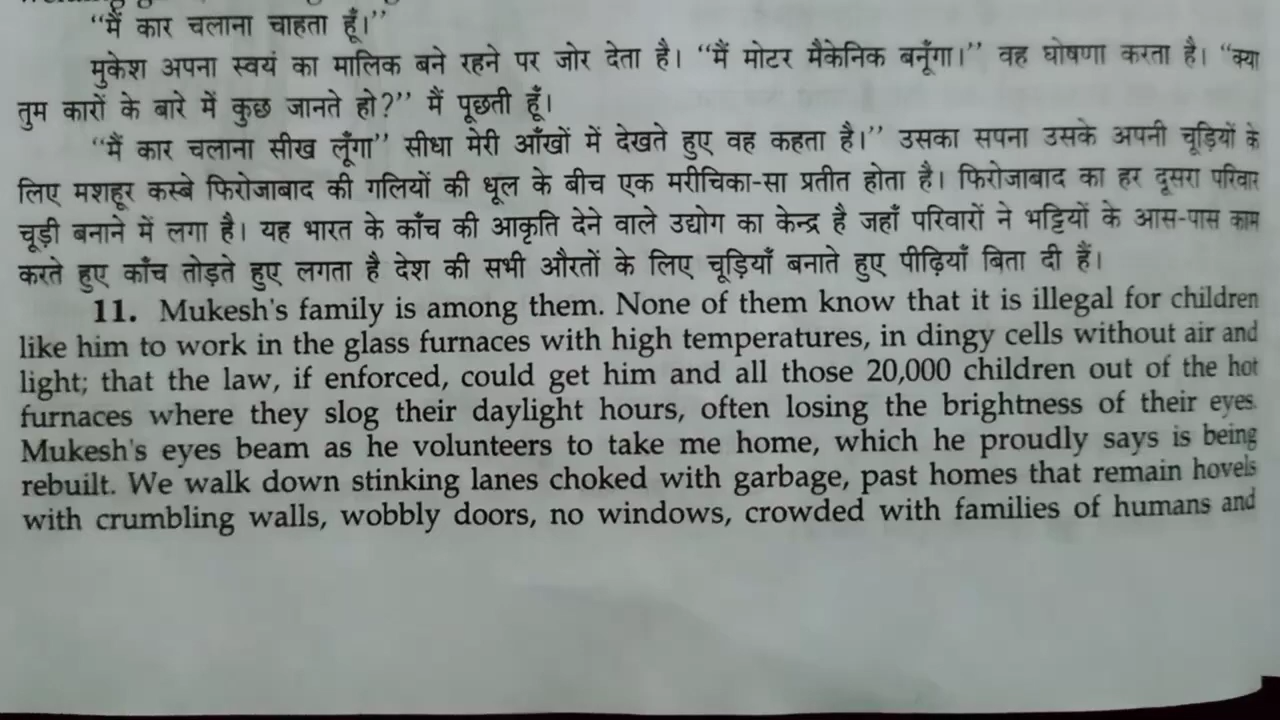 “मैं कार चलाना चाहता हूँ।”
मुकेश अपना स्वयं का मालिक बने रहने पर जोर देता है। “मैं मोटर मैकेनिक बनूँगा।” वह घोषणा करता है। “क्या
तुम कारों के बारे में कुछ जानते हो?” मैं पूछती हूँ।
“मैं कार चलाना सीख लूँगा” सीधा मेरी आँखों में देखते हुए वह कहता है।” उसका सपना उसके अपनी चूड़ियों के
लिए मशहूर कस्बे फिरोजाबाद की गलियों की धूल के बीच एक मरीचिका-सा प्रतीत होता है। फिरोजाबाद का हर दूसरा परिवार
चूड़ी बनाने में लगा है। यह भारत के काँच की आकृति देने वाले उद्योग का केन्द्र है जहाँ परिवारों ने भट्टियों के आस-पास काम
करते हुए काँच तोड़ते हुए लगता है देश की सभी औरतों के लिए चूड़ियाँ बनाते हुए पीढ़ियाँ बिता दी हैं।
11. Mukesh's family is among them. None of them know that it is illegal for children
like him to work in the glass furnaces with high temperatures, in dingy cells without air and
light; that the law, if enforced, could get him and all those 20,000 children out of the hot
furnaces where they slog their daylight hours, often losing the brightness of their eyes.
Mukesh's eyes beam as he volunteers to take me home, which he proudly says is being
rebuilt. We walk down stinking lanes choked with garbage, past homes that remain hovels
with crumbling walls, wobbly doors, no windows, crowded with families of humans and